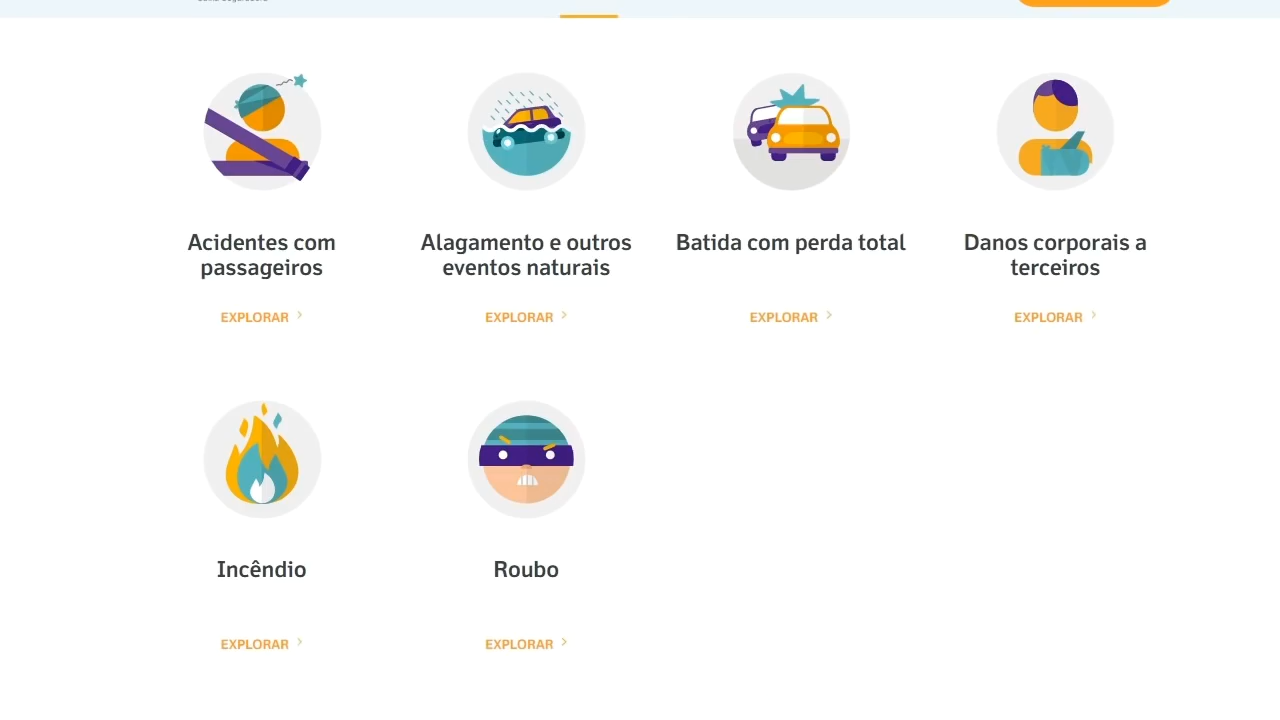 Acidentes com
passageiros
EXPLORAR
Alagamento e outros
eventos naturais
EXPLORAR
Batida com perda total
EXPLORAR
Danos corporais a
terceiros
EXPLORAR
Incêndio
EXPLORAR
Roubo
EXPLORAR